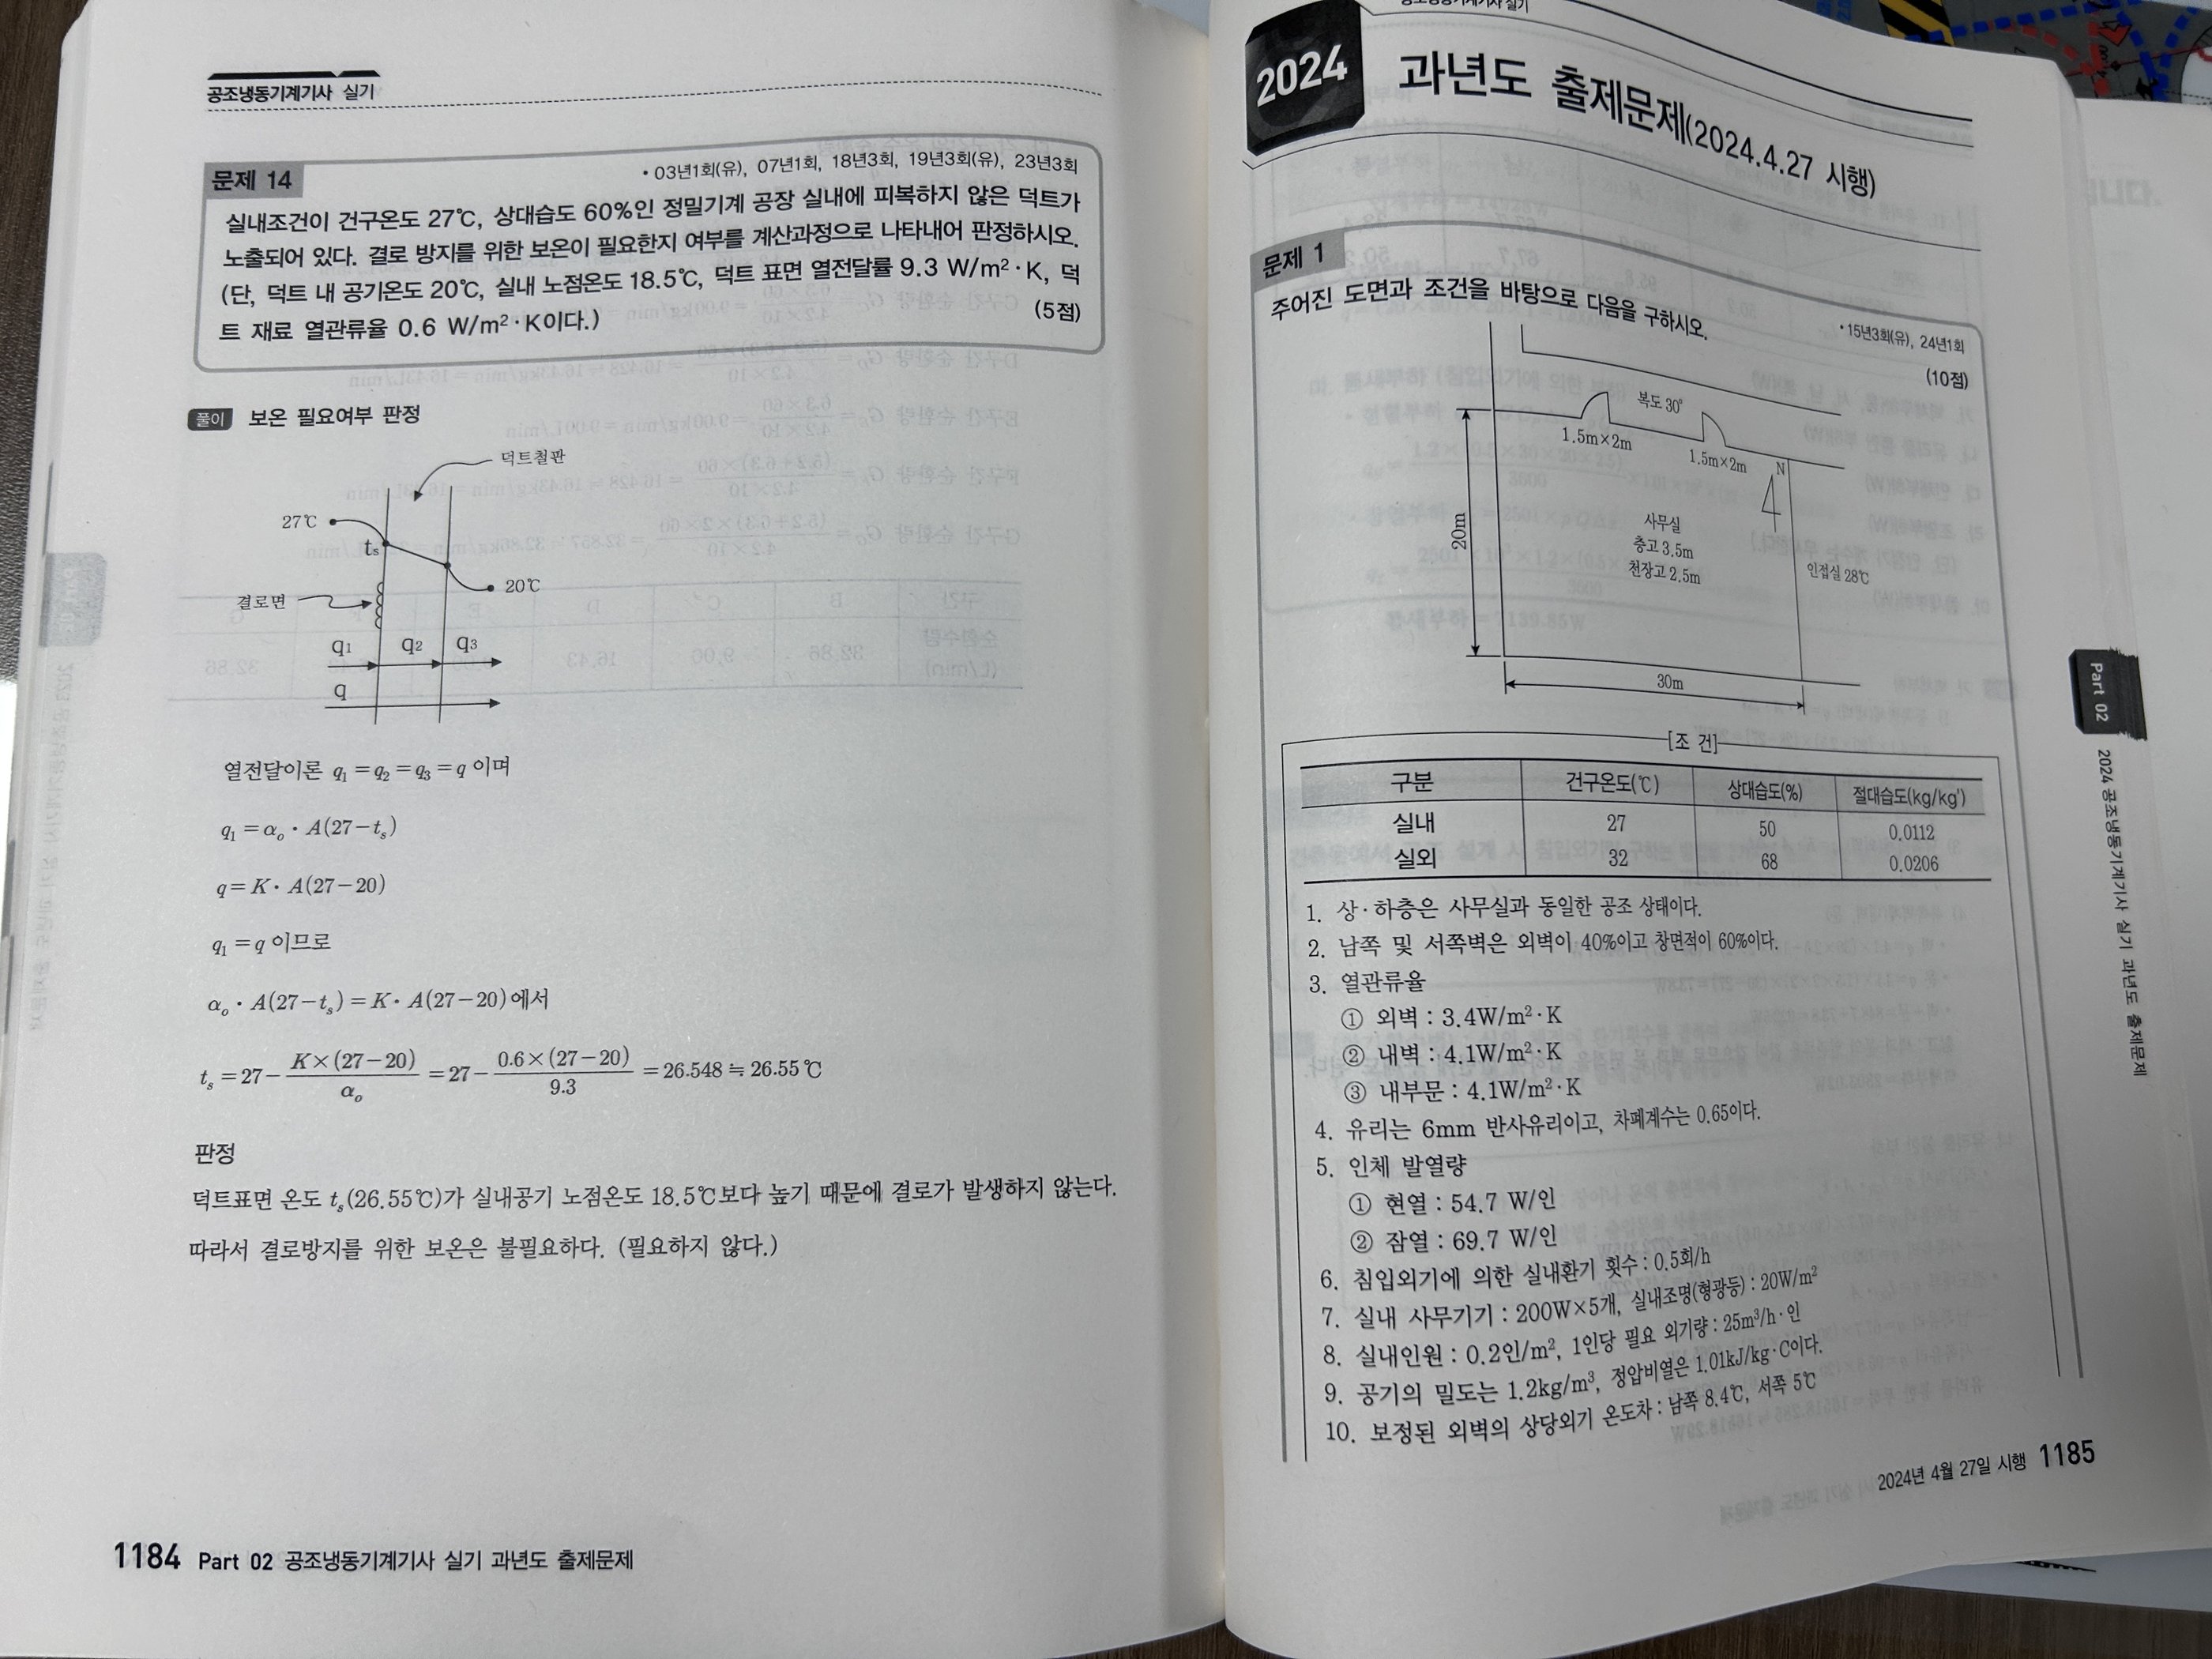 공조냉동기계기사 실기
문제 14
• 03년1회(유), 07년1회, 18년3회, 19년3회(유), 23년3회
실내조건이 건구온도 27℃, 상대습도 60%인 정밀기계 공장 실내에 피복하지 않은 덕트가
노출되어 있다. 결로 방지를 위한 보온이 필요한지 여부를 계산과정으로 나타내어 판정하시오.
(단, 덕트 내 공기온도 20℃, 실내 노점온도 18.5℃, 덕트 표면 열전달률 9.3 W/m²·K, 덕
트 재료 열관류율 0.6 W/m²·K이다.)
(5점)
풀이 보온 필요여부 판정
덕트철판
27℃
tₛ
20℃
결로면
q₁ q₂ q₃
q
열전달이론 q₁ = q₂ = q₃ = q 이며
q₁ = αₒ · A(27-tₛ)
q = K · A(27-20)
q₁ = q 이므로
αₒ · A(27-tₛ) = K · A(27-20)에서
tₛ = 27 - K×(27-20)/αₒ = 27 - 0.6×(27-20)/9.3 = 26.548 ≒ 26.55℃
판정
덕트표면 온도 tₛ(26.55℃)가 실내공기 노점온도 18.5℃보다 높기 때문에 결로가 발생하지 않는다.
따라서 결로방지를 위한 보온은 불필요하다. (필요하지 않다.)
1184 Part 02 공조냉동기계기사 실기 과년도 출제문제
공조냉동기계기사 실기
2024 과년도 출제문제(2024.4.27 시행)
문제 1
주어진 도면과 조건을 바탕으로 다음을 구하시오.
• 15년3회(유), 24년1회
(10점)
복도 30°
1.5m×2m
1.5m×2m
N
20m
사무실
층고 3.5m
천장고 2.5m
인접실 28℃
30m
[조 건]
구분 건구온도(℃) 상대습도(%) 절대습도(kg/kg')
실내 27 50 0.0112
실외 32 68 0.0206
1. 상·하층은 사무실과 동일한 공조 상태이다.
2. 남쪽 및 서쪽벽은 외벽이 40%이고 창면적이 60%이다.
3. 열관류율
① 외벽 : 3.4W/m²·K
② 내벽 : 4.1W/m²·K
③ 내부문 : 4.1W/m²·K
4. 유리는 6mm 반사유리이고, 차폐계수는 0.65이다.
5. 인체 발열량
① 현열 : 54.7 W/인
② 잠열 : 69.7 W/인
6. 침입외기에 의한 실내환기 횟수 : 0.5회/h
7. 실내 사무기기 : 200W×5개, 실내조명(형광등) : 20W/m²
8. 실내인원 : 0.2인/m², 1인당 필요 외기량 : 25m³/h·인
9. 공기의 밀도는 1.2kg/m³, 정압비열은 1.01kJ/kg·C이다.
10. 보정된 외벽의 상당외기 온도차 : 남쪽 8.4℃, 서쪽 5℃
Part 02
2024 공조냉동기계기사 실기 과년도 출제문제
2024년 4월 27일 시행 1185